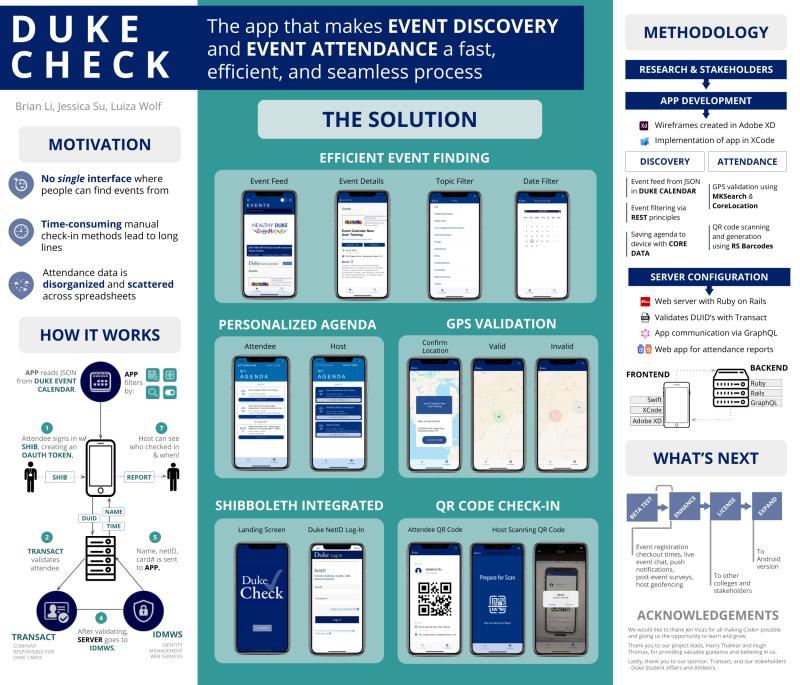 DUKE
CHECK
The app that makes EVENT DISCOVERY
and EVENT ATTENDANCE a fast,
efficient, and seamless process
Brian Li, Jessica Su, Luiza Wolf
MOTIVATION
No single interface where
people can find events from
Time-consuming manual
check-in methods lead to long
lines
Attendance data is
disorganized and scattered
across spreadsheets
HOW IT WORKS
APP reads JSON
from DUKE EVENT
CALENDAR.
APP
filters
by:
1
Attendee signs in w/
SHIB, creating an
OAUTH TOKEN.
7
Host can see
who checked in
& when!
SHIB
REPORT
DUID
NAME
TIME
2
TRANSACT
validates
attendee
5
Name, netID,
card# is sent
to APP.
4
After validating,
SERVER goes to
IDMWS.
TRANSACT
COMPANY
RESPONSIBLE FOR
DUKE CARDS
IDMWS
IDENTITY
MANAGEMENT
WEB SERVICES
THE SOLUTION
EFFICIENT EVENT FINDING
Event Feed
Event Details
Topic Filter
Date Filter
EVENTS
HEALTHY DUKE
PERSONALIZED AGENDA
Attendee
Host
MY
AGENDA
MY
AGENDA
GPS VALIDATION
Confirm
Location
Valid
Invalid
SHIBBOLETH INTEGRATED
Landing Screen
Duke NetID Log-In
Duke
Check
Duke Log In
NetID
Log In
QR CODE CHECK-IN
Attendee QR Code
Host Scanning QR Code
Prepare for Scan
METHODOLOGY
RESEARCH & STAKEHOLDERS
APP DEVELOPMENT
Xd
Wireframes created in Adobe XD
Implementation of app in XCode
DISCOVERY
ATTENDANCE
Event feed from JSON
in DUKE CALENDAR
Event filtering via
REST principles
Saving agenda to
device with CORE
DATA
GPS validation using
MKSearch &
CoreLocation
QR code scanning
and generation
using RS Barcodes
SERVER CONFIGURATION
Web server with Ruby on Rails
Validates DUID's with Transact
App communication via GraphQL
Web app for attendance reports
FRONTEND
Swift
XCode
Adobe XD
BACKEND
Ruby
Rails
GraphQL
WHAT'S NEXT
BETA TEST
ENHANCE
LICENSE
EXPAND
Event registration
checkout times, live
event chat, push
notifications,
post-event surveys,
host geofencing
To other
colleges and
stakeholders
To
Android
version
ACKNOWLEDGEMENTS
We would like to thank Jen Vizas for all making Code+ possible
and giving us the opportunity to learn and grow.
Thank you to our project leads, Harry Thakkar and Hugh
Thomas, for providing valuable guidance and believing in us.
Lastly, thank you to our sponsor, Transact, and our stakeholders
- Duke Student Affairs and Athletics.